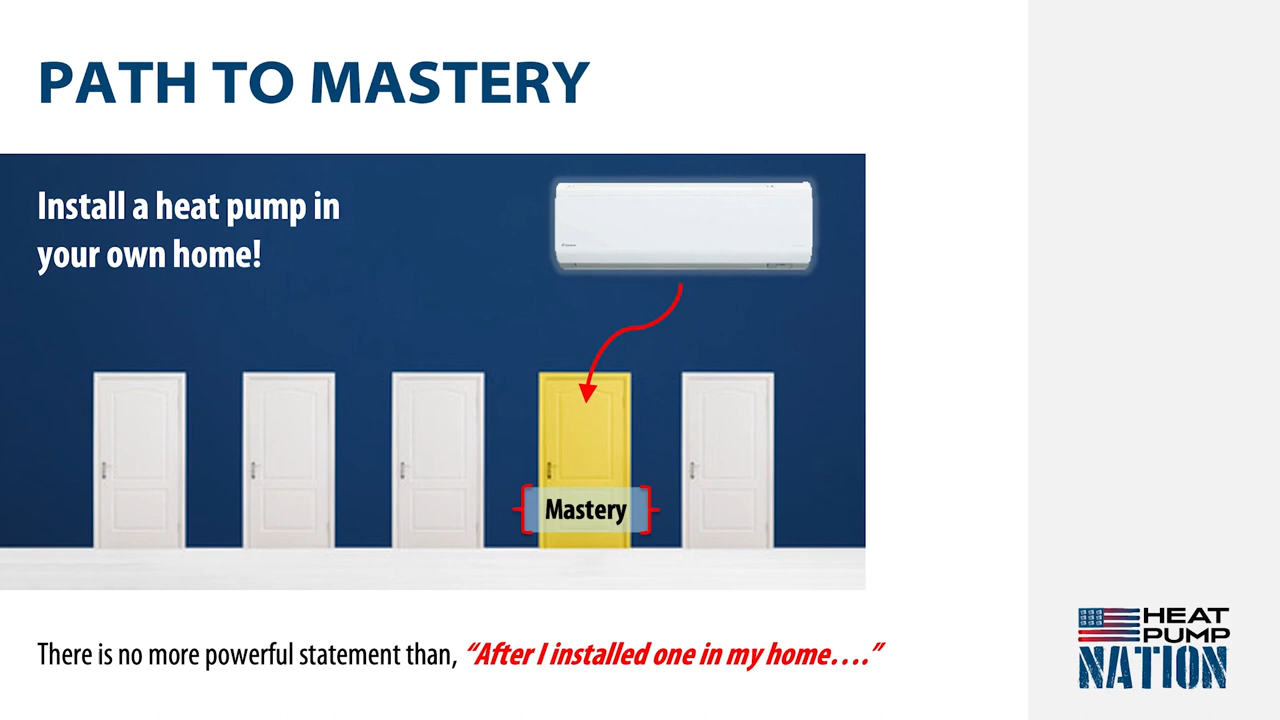 PATH TO MASTERY
Install a heat pump in
your own home!
Mastery
There is no more powerful statement than, “After I installed one in my home….”
HEAT
PUMP
NATION